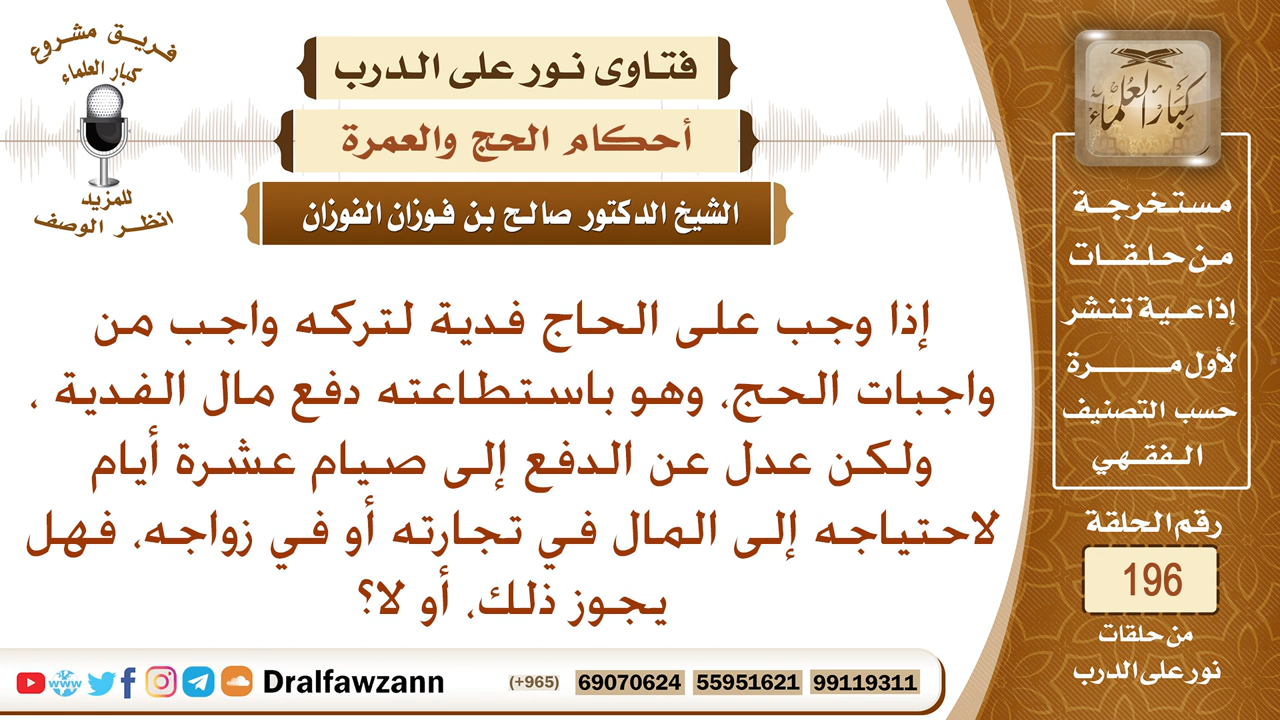 فريق مشروع
كبار العلماء
للمزيد
انظر الوصف
فتاوى نور على الدرب
أحكام الحج والعمرة
الشيخ الدكتور صالح بن فوزان الفوزان
إذا وجب على الحاج فدية لتركه واجب من
واجبات الحج، وهو باستطاعته دفع مال الفدية ،
ولكن عدل عن الدفع إلى صيام عشرة أيام
لاحتياجه إلى المال في تجارته أو في زواجه، فهل
يجوز ذلك، أو لا؟
كبار العلماء
مستخرجة
من حلقات
إذاعية تنشر
لأول مرة
حسب التصنيف
الفقهي
رقم الحلقة
196
من حلقات
نور على الدرب
www
Dralfawzann
(+965) 69070624 55951621 99119311